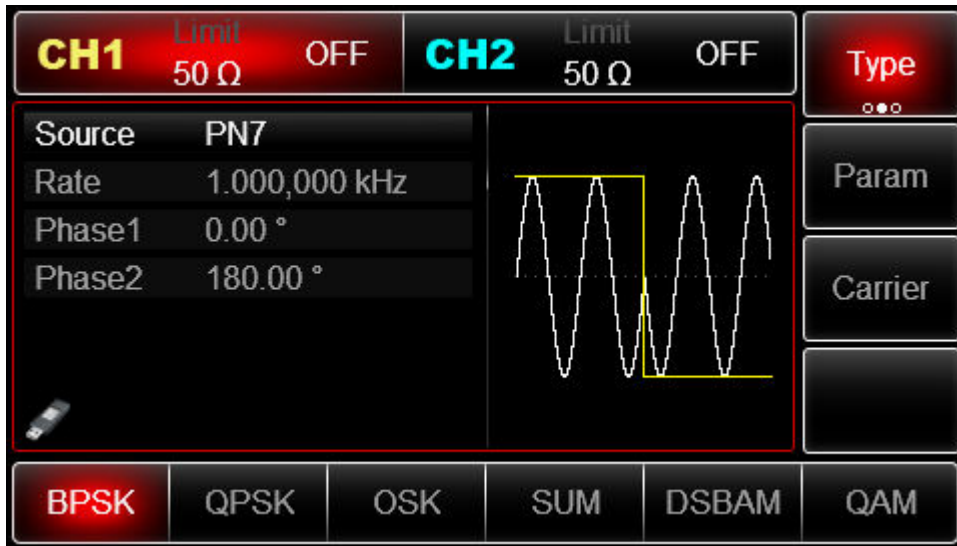 CH1 Limit 50 Ω OFF
CH2 Limit 50 Ω OFF
Type
Source PN7
Rate 1.000,000 kHz
Phase1 0.00 °
Phase2 180.00 °
Param
Carrier
BPSK QPSK OSK SUM DSBAM QAM